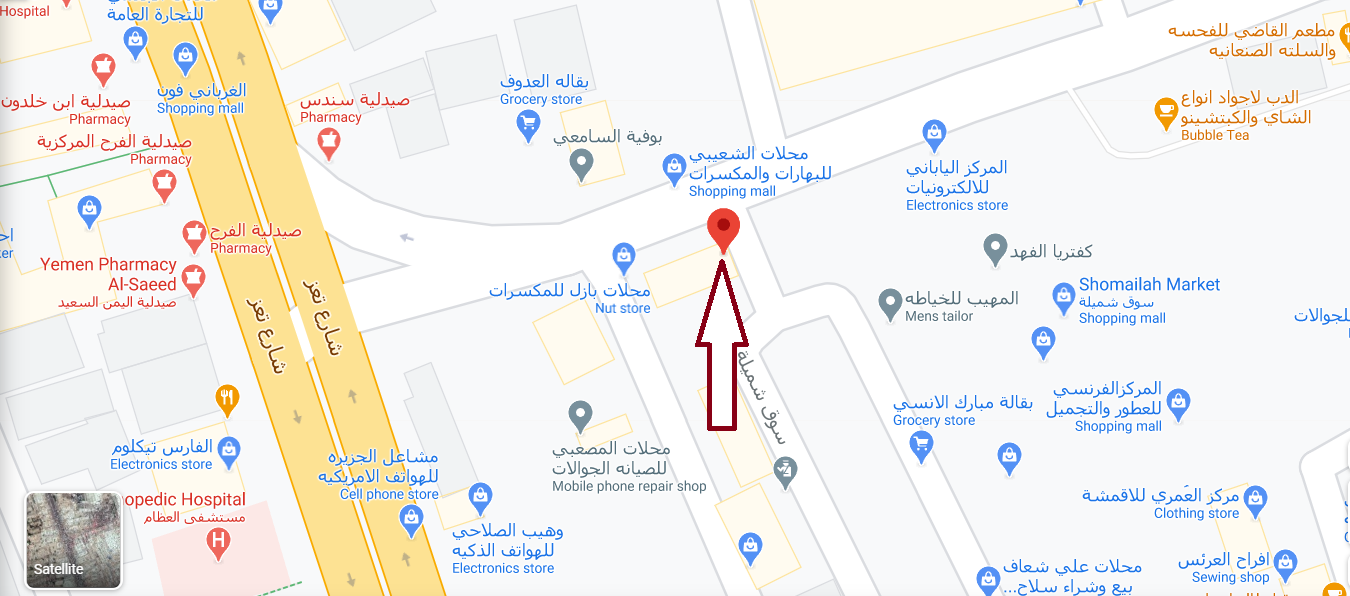 Hospital
للتجارة العامة
صيدلية ابن خلدون
Pharmacy
الغرباني فون
Shopping mall
صيدلية الفرح المركزية
Pharmacy
صيدلية سندس
Pharmacy
بقاله العدوف
Grocery store
بوفية السامعي
محلات الشعيبي
للبهارات والمكسرات
Shopping mall
مطعم القاضي للفحسه
والسلته الصنعانيه
الدب لاجواد انواع
الشاي والكبتشينو
Bubble Tea
المركز الياباني
للالكترونيات
Electronics store
صيدلية الفرح
Pharmacy
Yemen Pharmacy
Al-Saeed
صيدلية اليمن السعيد
شارع تعز
شارع تعز
محلات بازل للمكسرات
Nut store
كفتريا الفهد
المهيب للخياطه
Mens tailor
Shomailah Market
سوق شميلة
Shopping mall
للجوالات
سوق شميلة
المركزالفرنسي
للعطور والتجميل
Shopping mall
بقالة مبارك الانسي
Grocery store
الفارس تيكلوم
Electronics store
مشاعل الجزيره
للهواتف الامريكيه
Cell phone store
محلات المصعبي
للصيانه الجوالات
Mobile phone repair shop
opedic Hospital
مستشفى العظام
وهيب الصلاحي
للهواتف الذكيه
Electronics store
مركز العَمري للاقمشة
Clothing store
افراح العرئس
Sewing shop
محلات علي شعاف
بيع وشراء سلاح...
Satellite